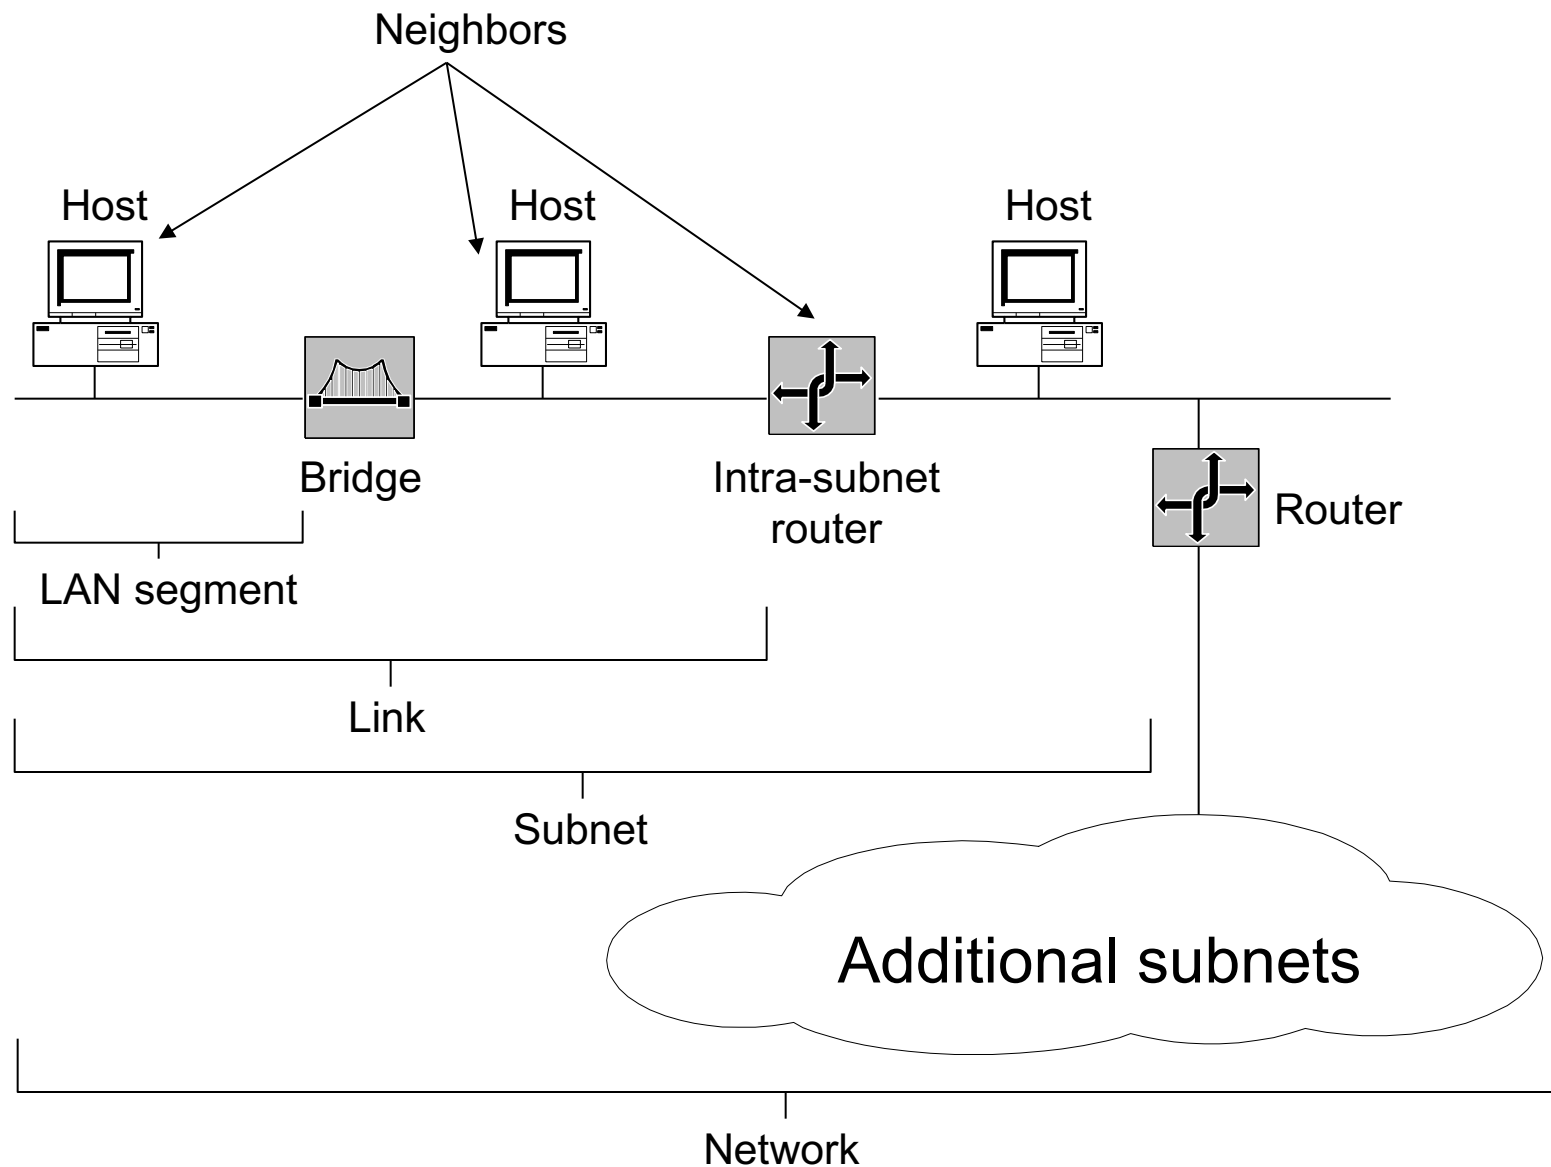 Neighbors
Host
Host
Host
Bridge
Intra-subnet
router
Router
LAN segment
Link
Subnet
Additional subnets
Network